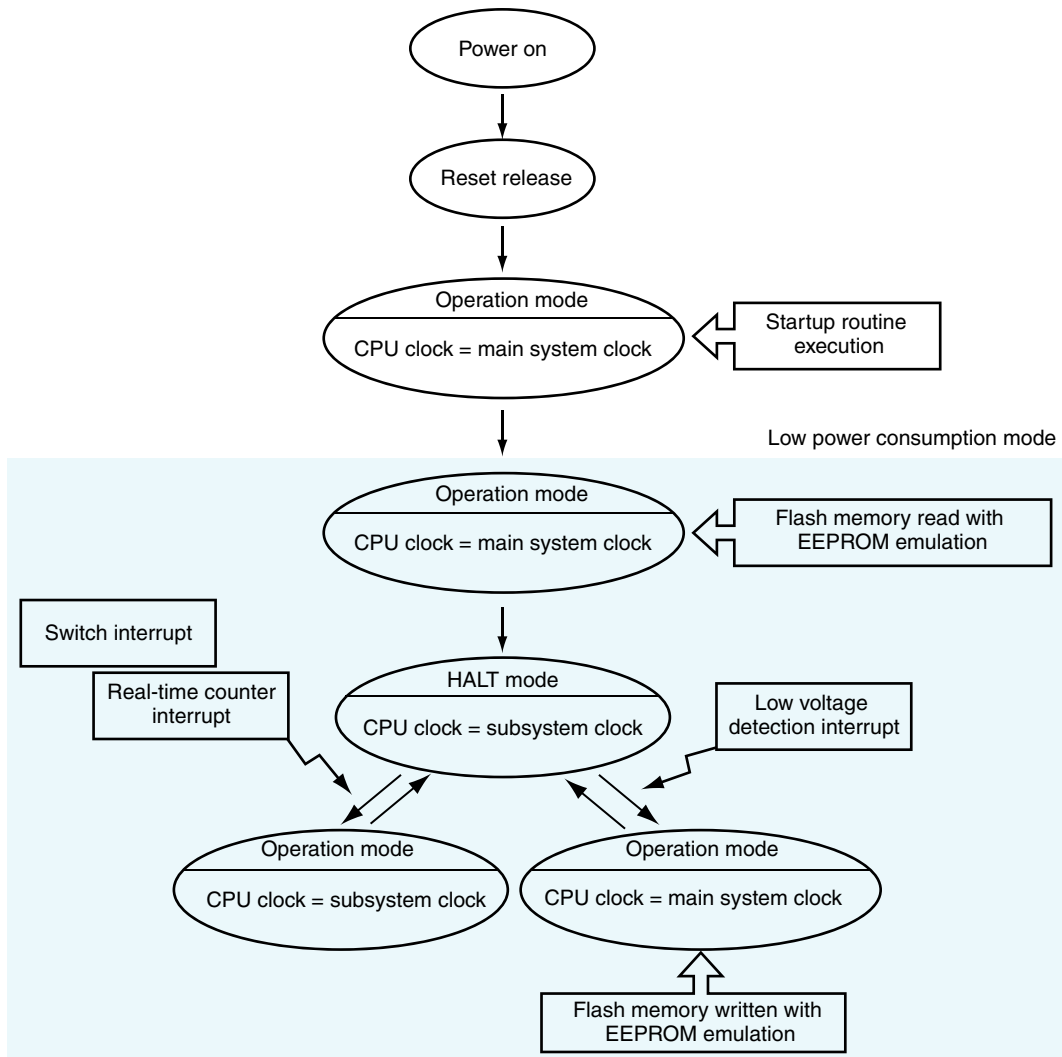 Power on
Reset release
Operation mode
CPU clock = main system clock
Startup routine
execution
Low power consumption mode
Operation mode
CPU clock = main system clock
Flash memory read with
EEPROM emulation
Switch interrupt
Real-time counter
interrupt
HALT mode
CPU clock = subsystem clock
Low voltage
detection interrupt
Operation mode
CPU clock = subsystem clock
Operation mode
CPU clock = main system clock
Flash memory written with
EEPROM emulation